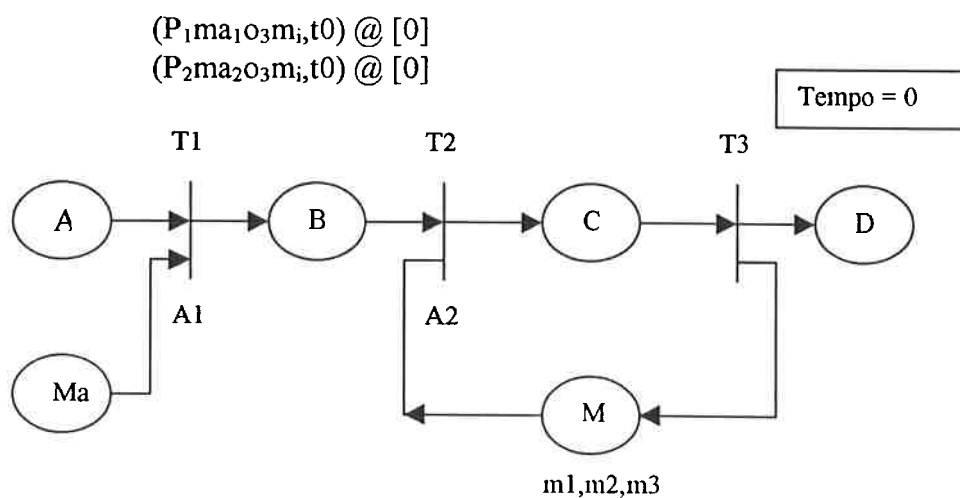 (P₁ma₁o₃mᵢ,t0) @ [0]
(P₂ma₂o₃mᵢ,t0) @ [0]
Tempo = 0
T1
T2
T3
A
B
C
D
A1
A2
Ma
M
m1,m2,m3